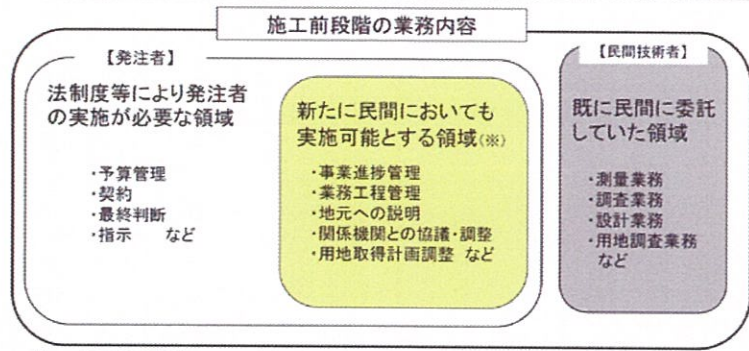 施工前段階の業務内容
【発注者】
法制度等により発注者
の実施が必要な領域
・予算管理
・契約
・最終判断
・指示　など
新たに民間においても
実施可能とする領域(※)
・事業進捗管理
・業務工程管理
・地元への説明
・関係機関との協議・調整
・用地取得計画調整 など
【民間技術者】
既に民間に委託
していた領域
・測量業務
・調査業務
・設計業務
・用地調査業務
など